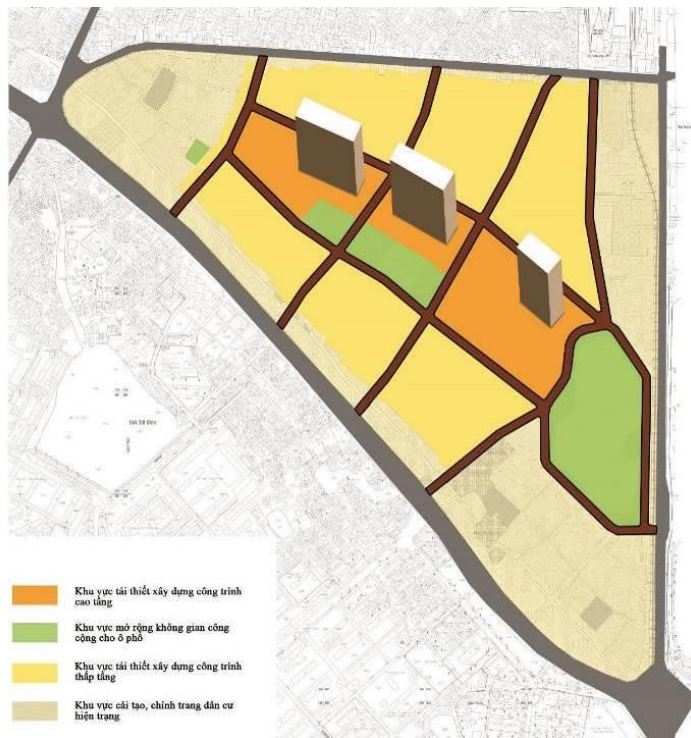 Khu vực tái thiết xây dựng công trình
cao tầng
Khu vực mở rộng không gian công
cộng cho ô phố
Khu vực tái thiết xây dựng công trình
thấp tầng
Khu vực cải tạo, chỉnh trang dân cư
hiện trạng